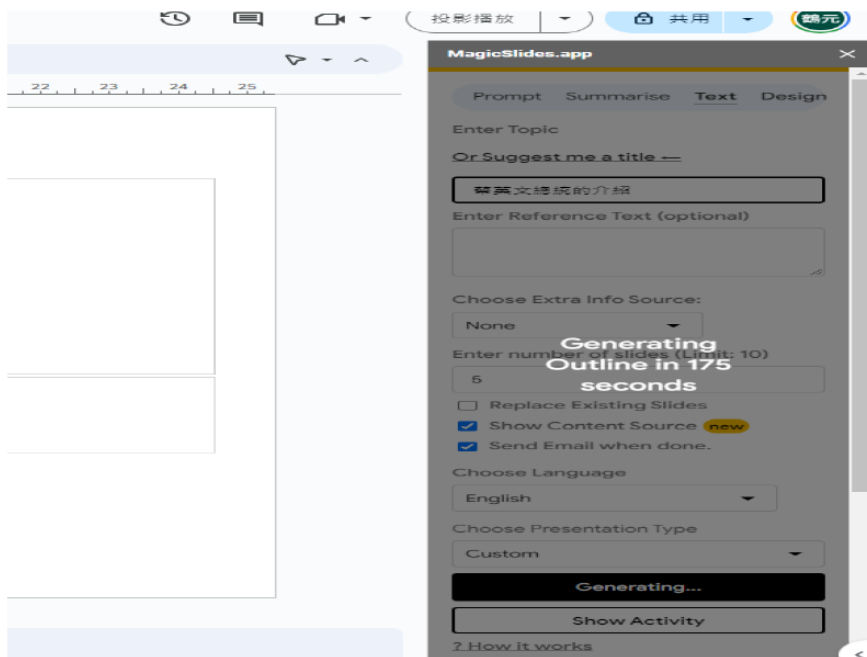 投影播放
共用
鶴元
MagicSlides.app
22 23 24 25
Prompt Summarise Text Design
Enter Topic
Or Suggest me a title ←
蔡英文總統的介紹
Enter Reference Text (optional)
Choose Extra Info Source:
None
Generating
Enter number of slides (Limit: 10)
Outline in 175
5
seconds
Replace Existing Slides
Show Content Source new
Send Email when done.
Choose Language
English
Choose Presentation Type
Custom
Generating...
Show Activity
? How it works